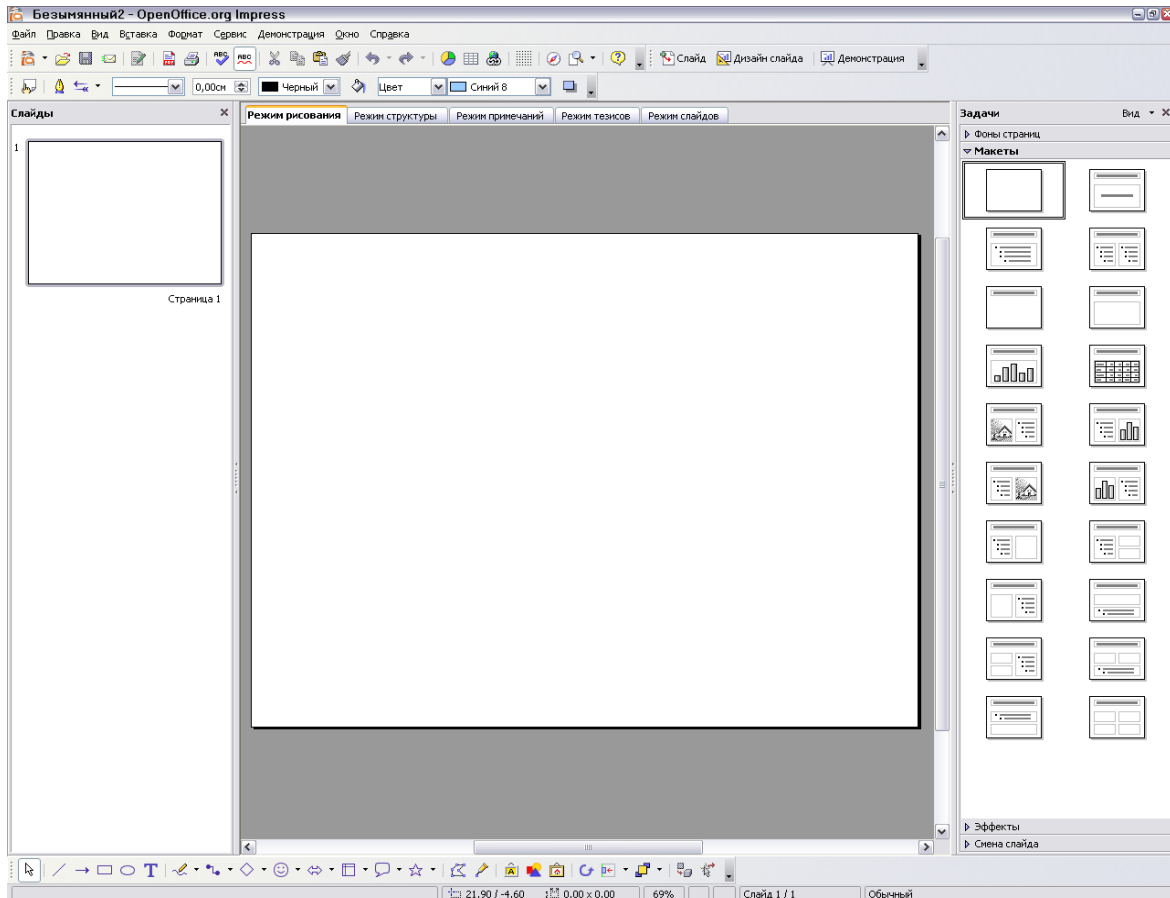 Безымянный2 - OpenOffice.org Impress
Файл Правка Вид Вставка Формат Сервис Демонстрация Окно Справка
Слайд Дизайн слайда Демонстрация
0,00см Черный Цвет Синий 8
Слайды
Режим рисования Режим структуры Режим примечаний Режим тезисов Режим слайдов
Задачи Вид
Фоны страниц
Макеты
1
Страница 1
Эффекты
Смена слайда
21,90 / -4,60 0,00 x 0,00 69% Слайд 1 / 1 Обычный